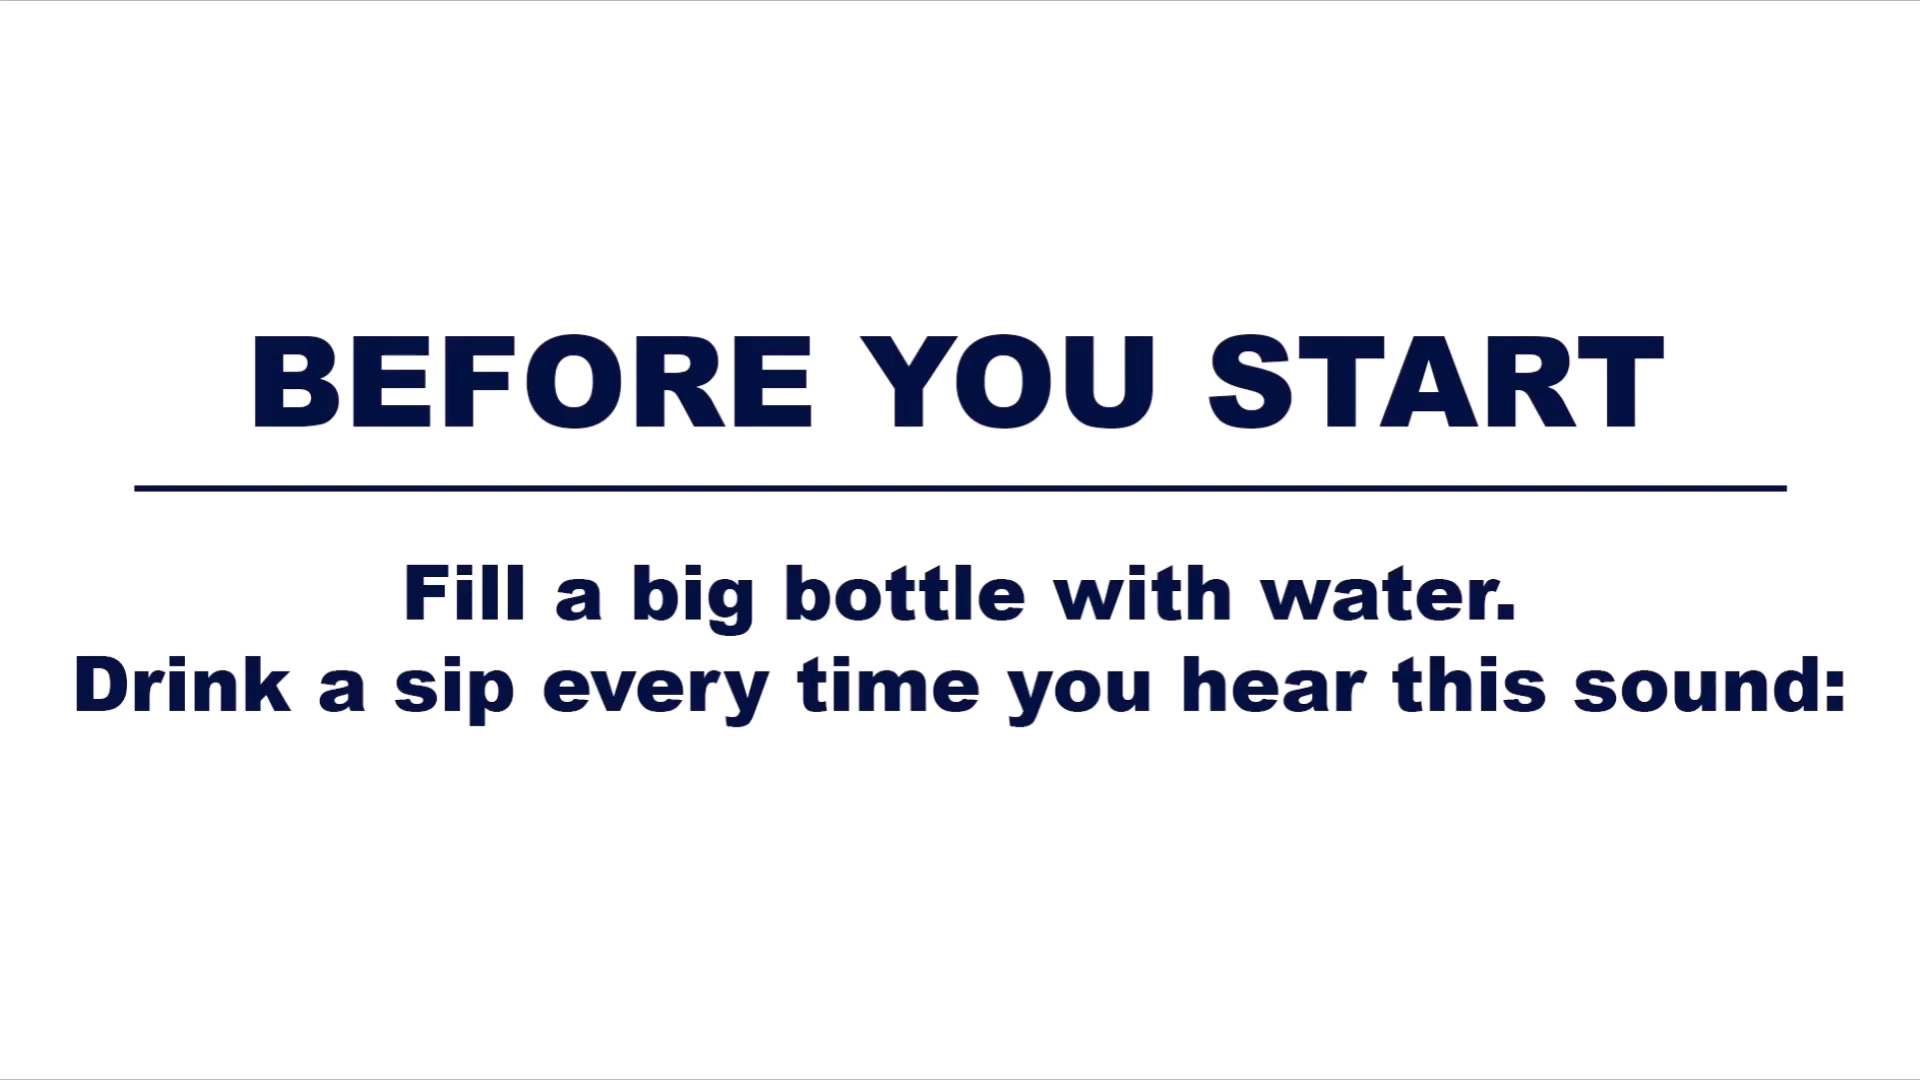 BEFORE YOU START
Fill a big bottle with water.
Drink a sip every time you hear this sound: